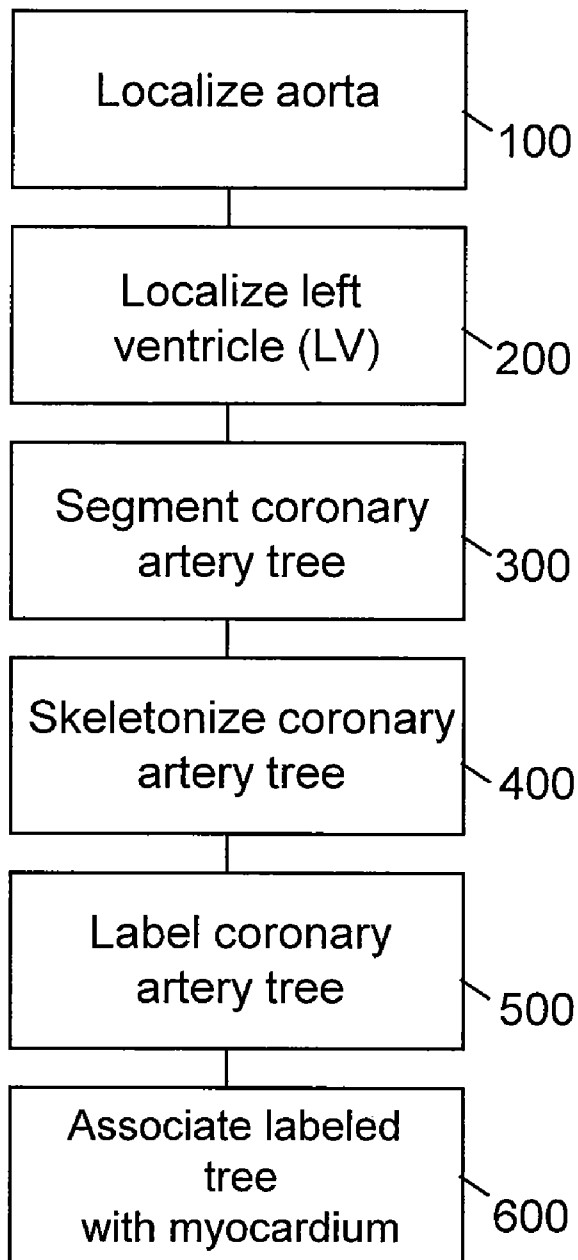 Localize aorta
100
Localize left
ventricle (LV)
200
Segment coronary
artery tree
300
Skeletonize coronary
artery tree
400
Label coronary
artery tree
500
Associate labeled
tree
with myocardium
600